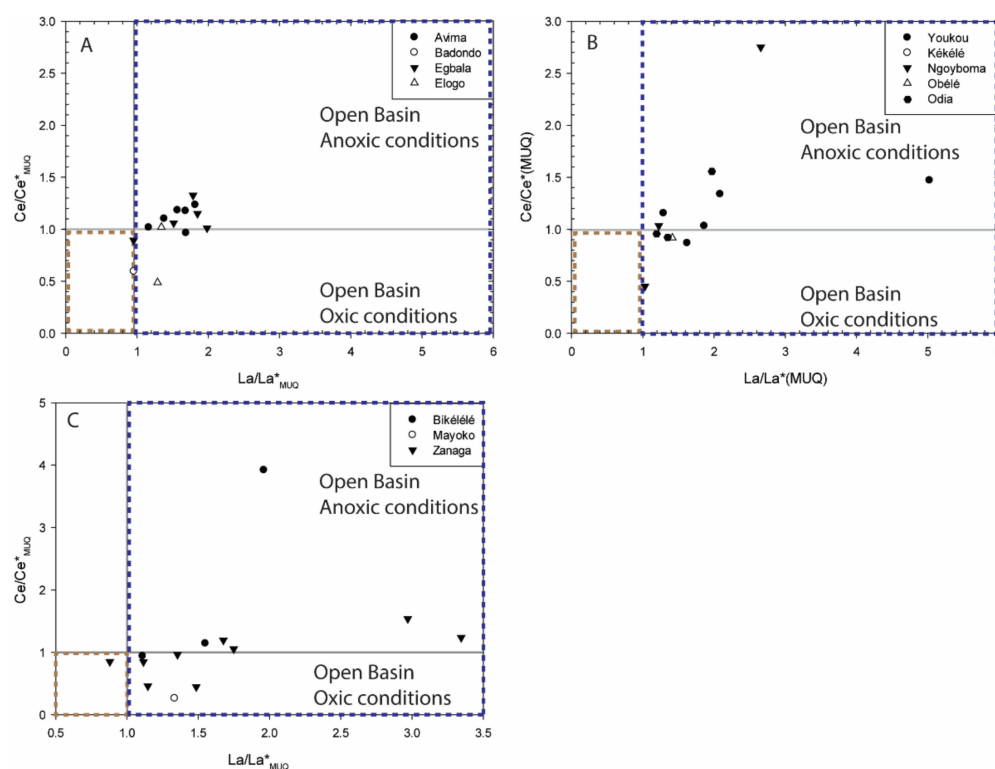 A
Avima
Badondo
Egbala
Elogo
Open Basin
Anoxic conditions
Open Basin
Oxic conditions
Ce/Ce*MUQ
3.0
2.5
2.0
1.5
1.0
0.5
0.0
0 1 2 3 4 5 6
La/La*MUQ
B
Youkou
Kékélé
Ngoyboma
Obélé
Odia
Open Basin
Anoxic conditions
Open Basin
Oxic conditions
Ce/Ce*(MUQ)
3.0
2.5
2.0
1.5
1.0
0.5
0.0
0 1 2 3 4 5
La/La*(MUQ)
C
Bikélélé
Mayoko
Zanaga
Open Basin
Anoxic conditions
Open Basin
Oxic conditions
Ce/Ce*MUQ
5
4
3
2
1
0
0.5 1.0 1.5 2.0 2.5 3.0 3.5
La/La*MUQ